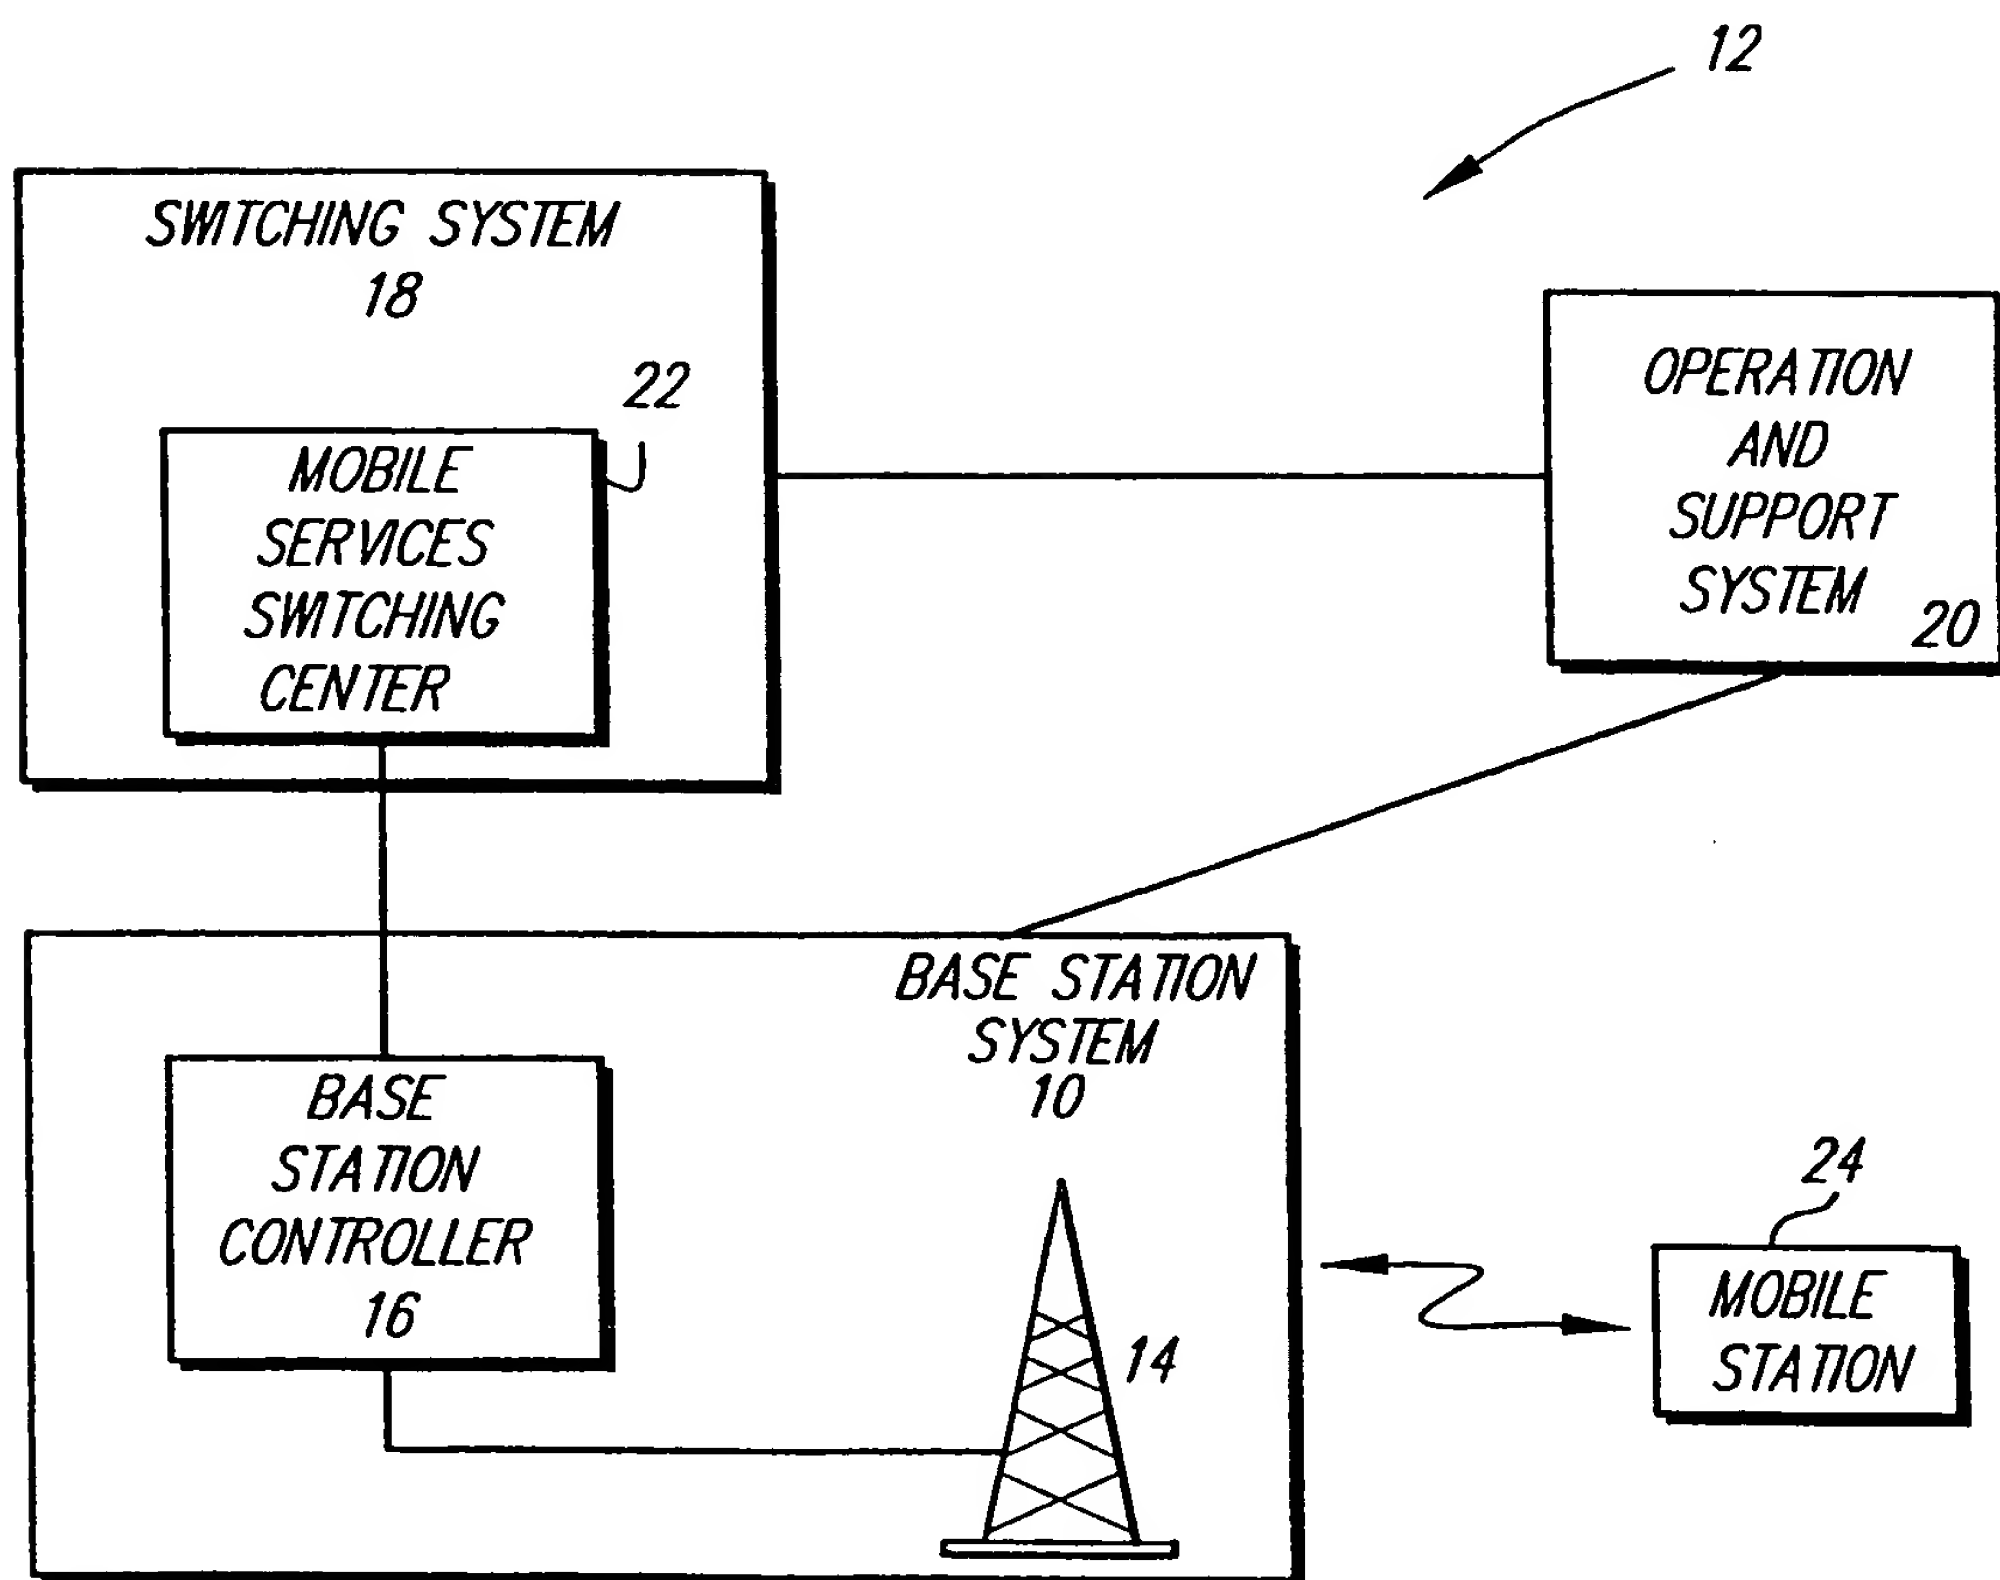 12
SWITCHING SYSTEM
18
22
MOBILE
SERVICES
SWITCHING
CENTER
OPERATION
AND
SUPPORT
SYSTEM
20
BASE STATION
SYSTEM
10
BASE
STATION
CONTROLLER
16
14
24
MOBILE
STATION